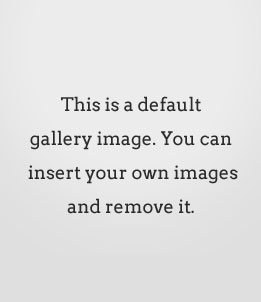 This is a default
gallery image. You can
insert your own images
and remove it.